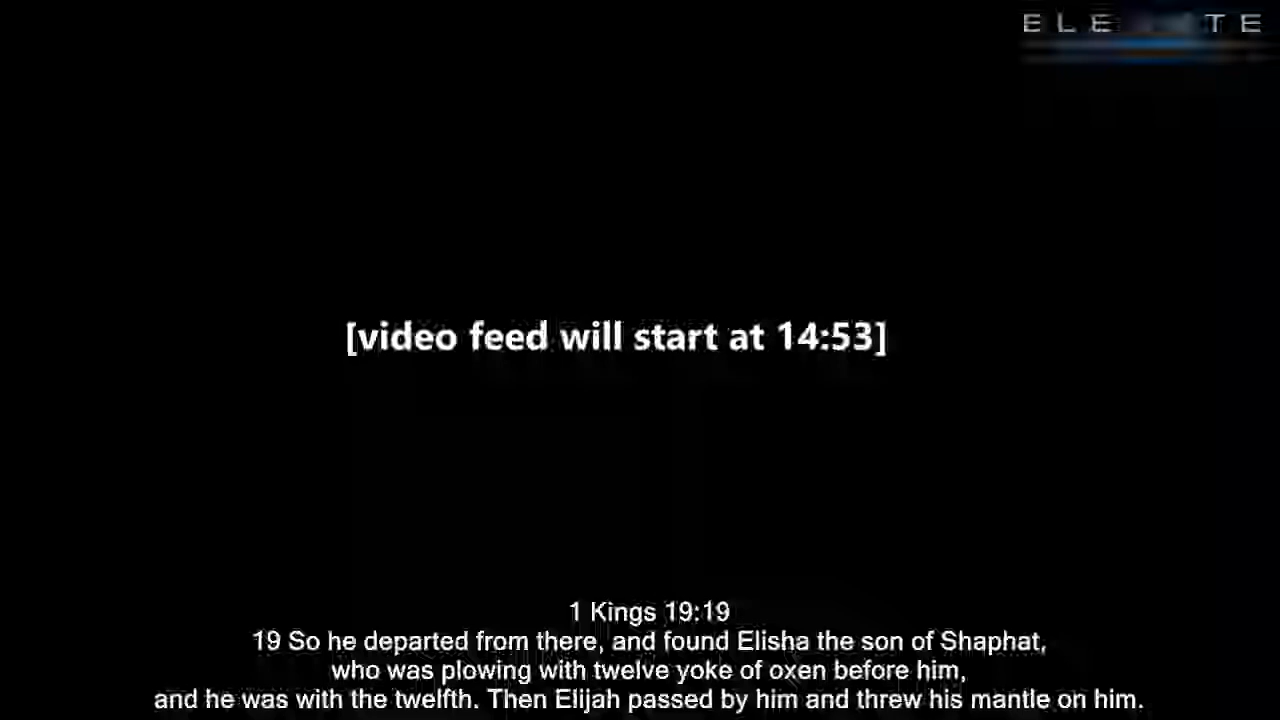 [video feed will start at 14:53]
1 Kings 19:19
19 So he departed from there, and found Elisha the son of Shaphat,
who was plowing with twelve yoke of oxen before him,
and he was with the twelfth. Then Elijah passed by him and threw his mantle on him.